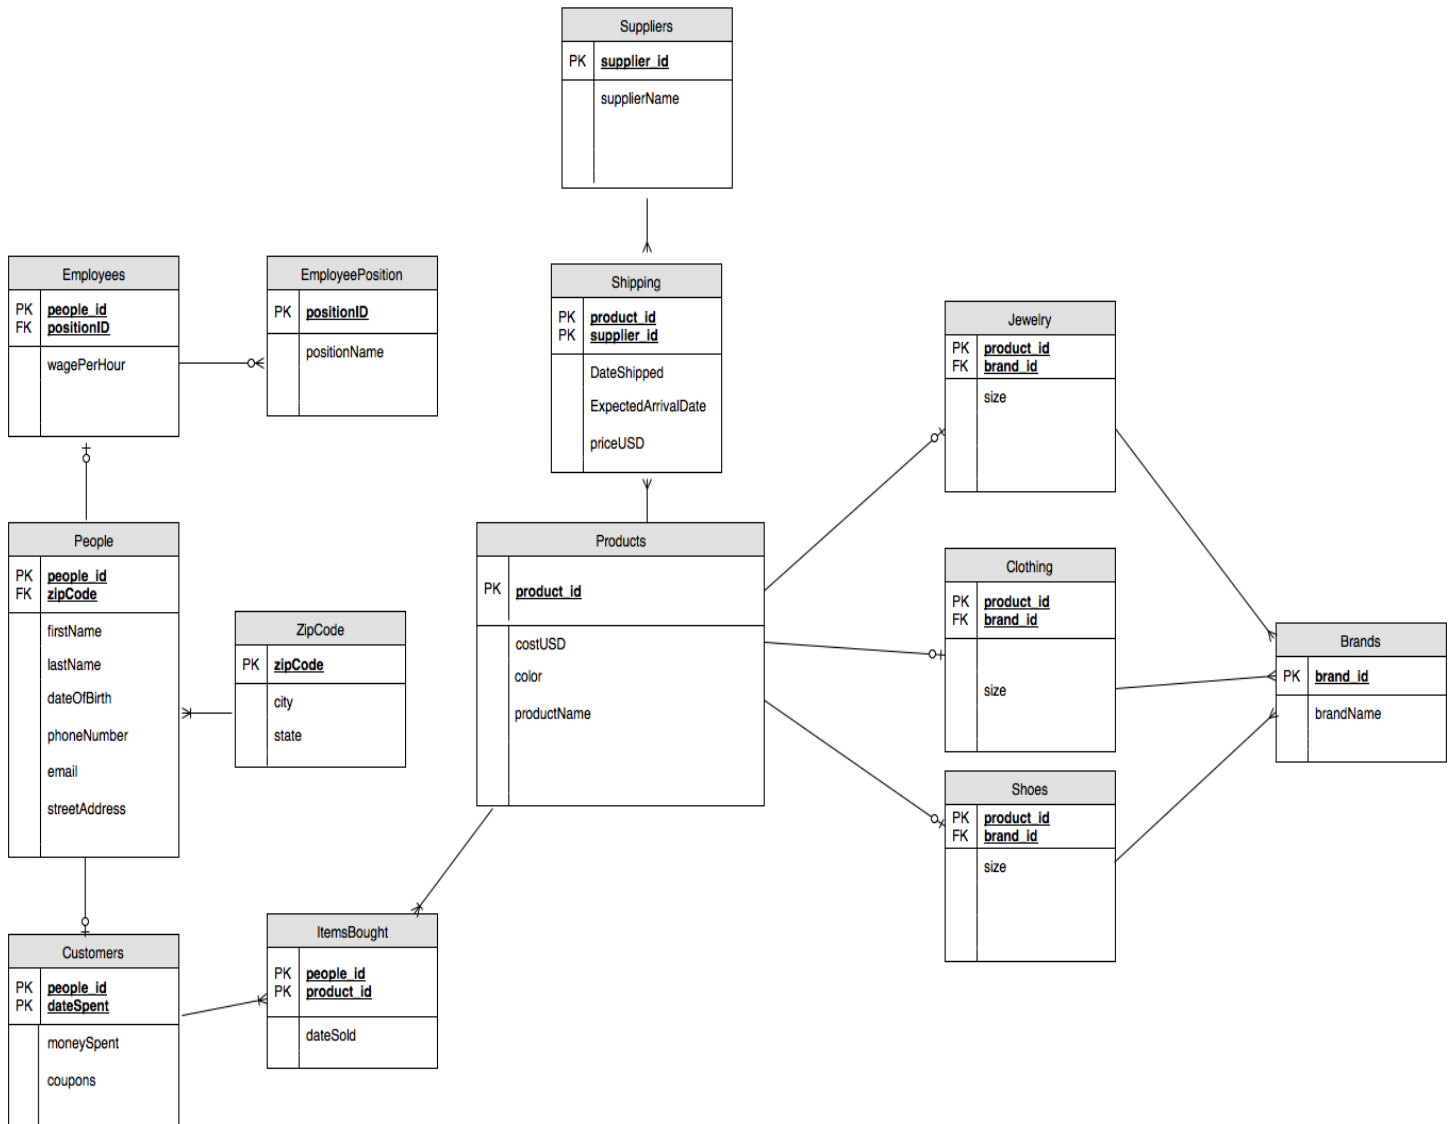 Suppliers
PK supplier_id
supplierName
Employees
PK people_id
FK positionID
wagePerHour
EmployeePosition
PK positionID
positionName
Shipping
PK product_id
PK supplier_id
DateShipped
ExpectedArrivalDate
priceUSD
Jewelry
PK product_id
FK brand_id
size
People
PK people_id
FK zipCode
firstName
lastName
dateOfBirth
phoneNumber
email
streetAddress
ZipCode
PK zipCode
city
state
Products
PK product_id
costUSD
color
productName
Clothing
PK product_id
FK brand_id
size
Brands
PK brand_id
brandName
Shoes
PK product_id
FK brand_id
size
Customers
PK people_id
PK dateSpent
moneySpent
coupons
ItemsBought
PK people_id
PK product_id
dateSold